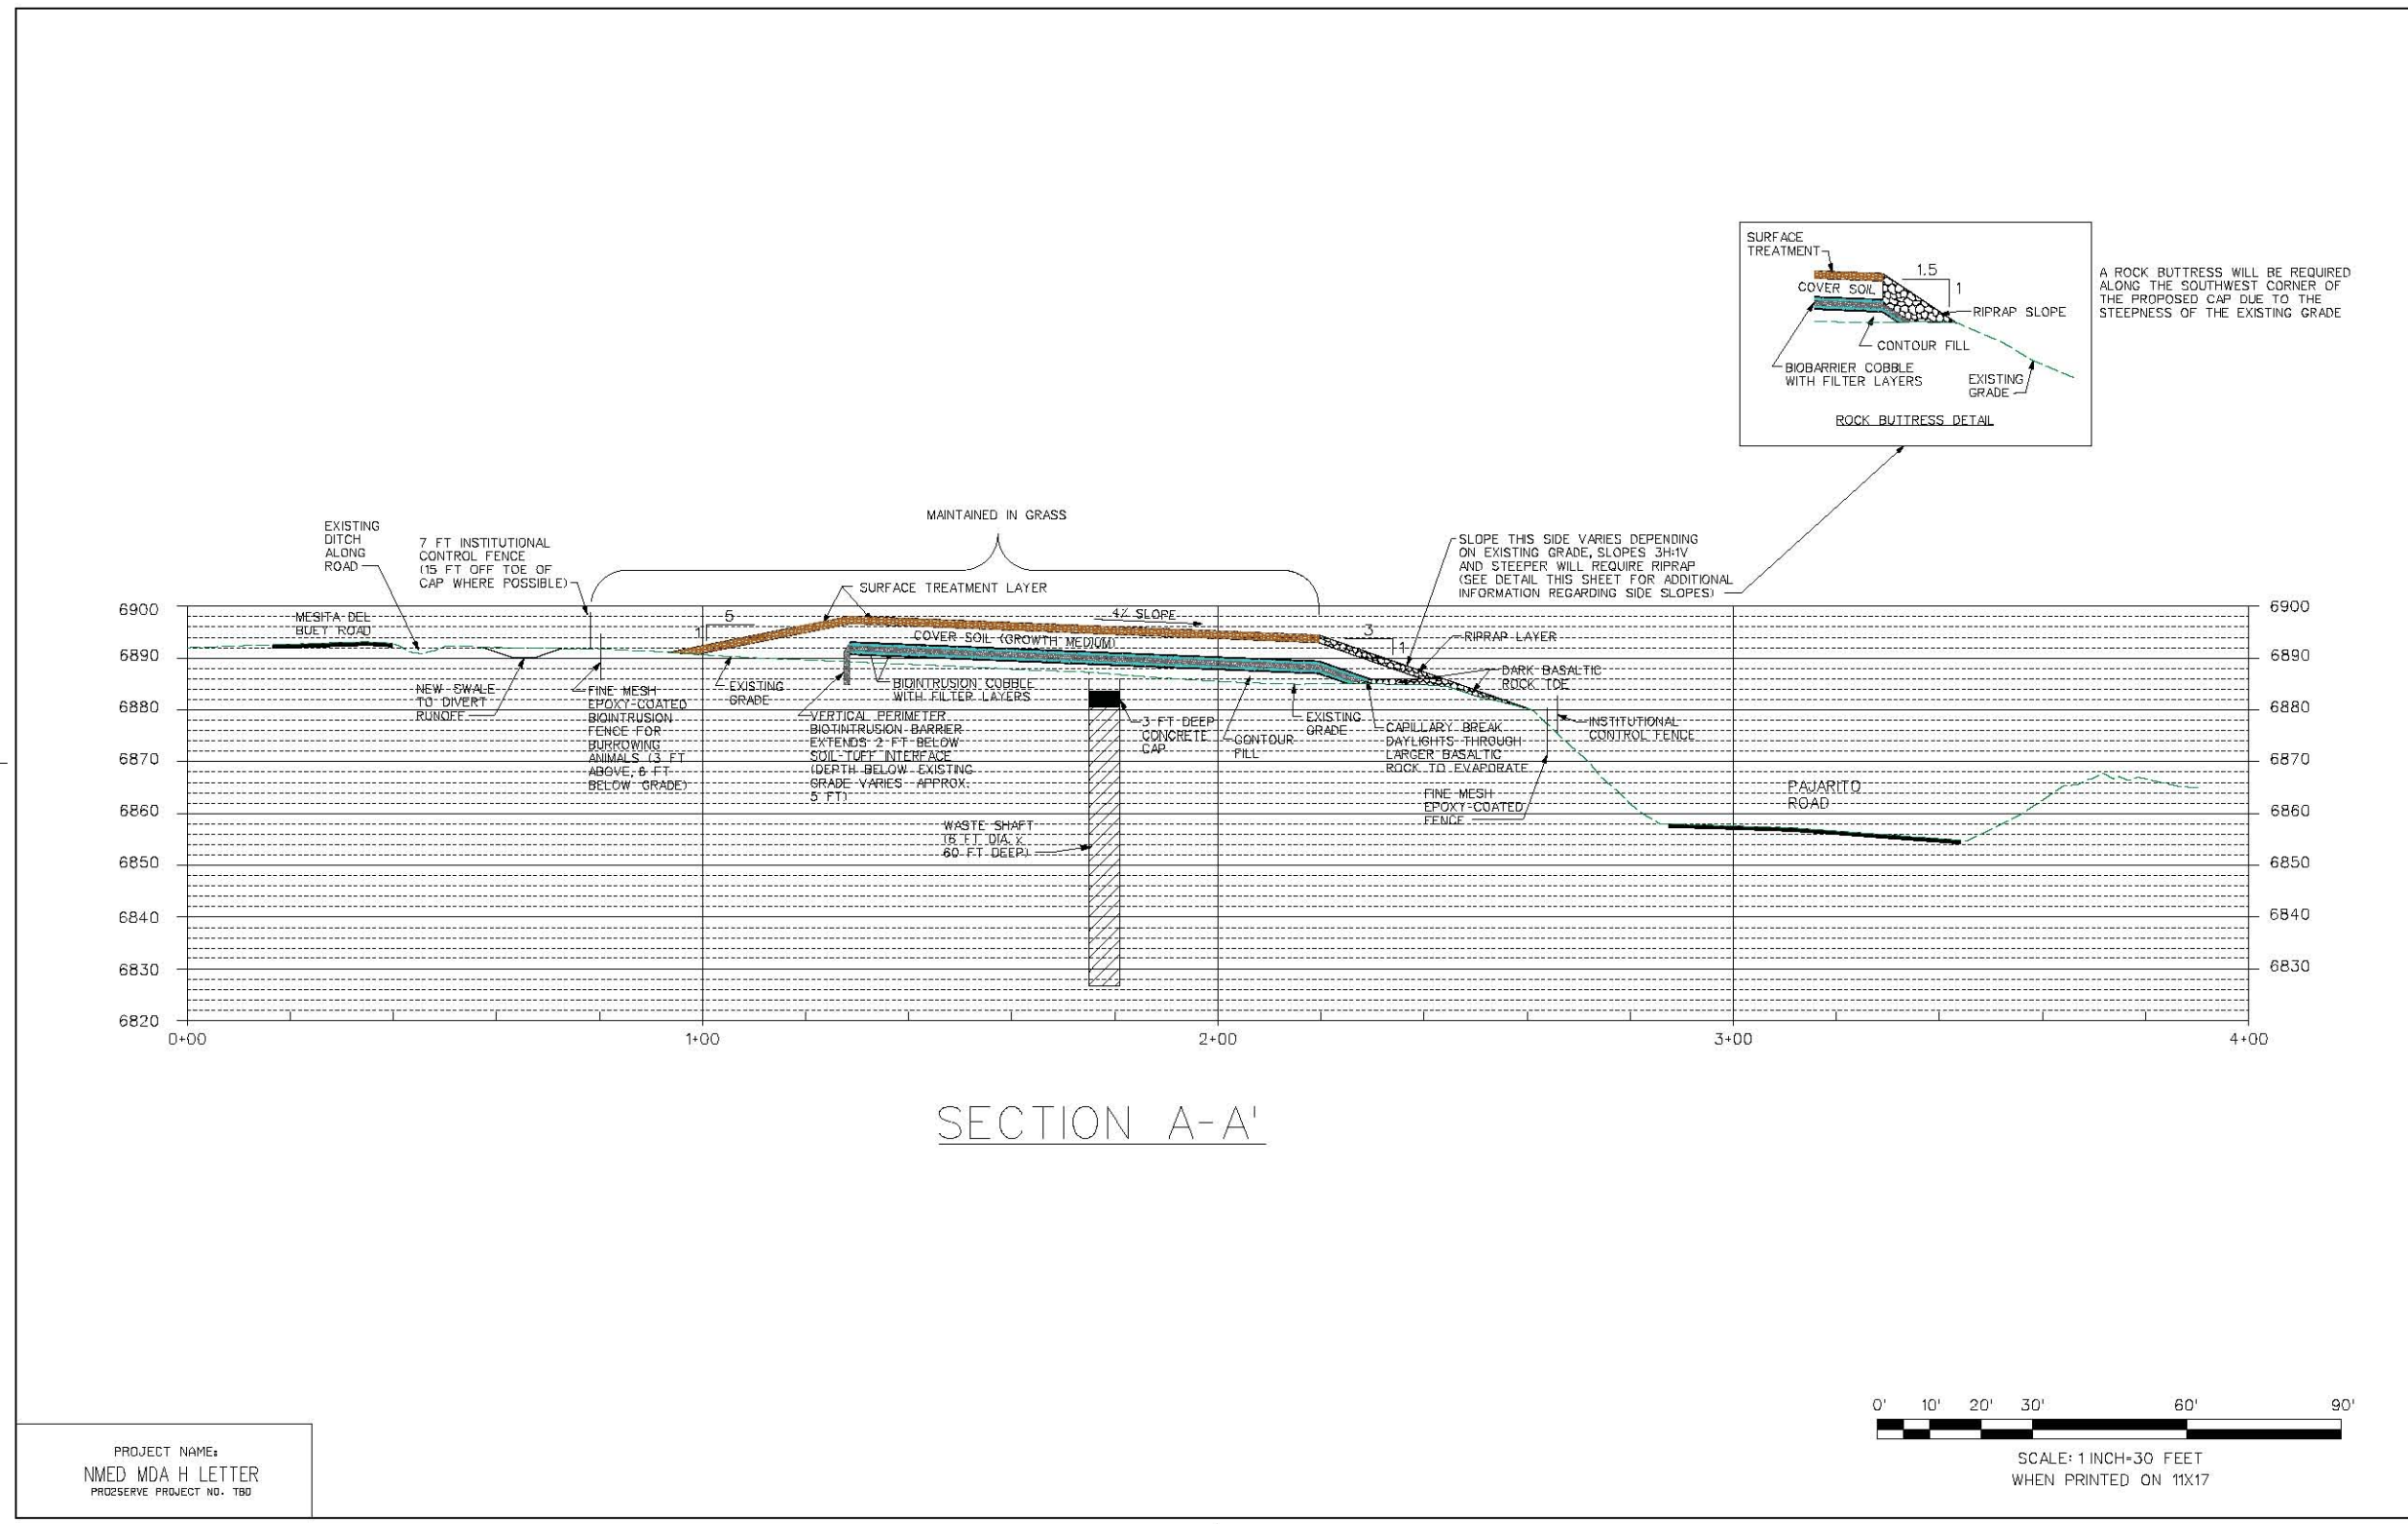 SURFACE
TREATMENT
1.5
1
COVER SOIL
RIPRAP SLOPE
CONTOUR FILL
BIOBARRIER COBBLE
WITH FILTER LAYERS
EXISTING
GRADE
ROCK BUTTRESS DETAIL
A ROCK BUTTRESS WILL BE REQUIRED
ALONG THE SOUTHWEST CORNER OF
THE PROPOSED CAP DUE TO THE
STEEPNESS OF THE EXISTING GRADE
MAINTAINED IN GRASS
EXISTING
DITCH
ALONG
ROAD
7 FT INSTITUTIONAL
CONTROL FENCE
(15 FT OFF TOE OF
CAP WHERE POSSIBLE)
SLOPE THIS SIDE VARIES DEPENDING
ON EXISTING GRADE, SLOPES 3H:1V
AND STEEPER WILL REQUIRE RIPRAP
(SEE DETAIL THIS SHEET FOR ADDITIONAL
INFORMATION REGARDING SIDE SLOPES)
SURFACE TREATMENT LAYER
6900
6890
6880
6870
6860
6850
6840
6830
6820
MESITA DEL
BUEY ROAD
5
1
4% SLOPE
COVER SOIL (GROWTH MEDIUM)
3
1
RIPRAP LAYER
DARK BASALTIC
ROCK TOE
NEW SWALE
TO DIVERT
RUNOFF
FINE MESH
EPOXY-COATED
BIOINTRUSION
FENCE FOR
BURROWING
ANIMALS (3 FT
ABOVE, 6 FT
BELOW GRADE)
EXISTING
GRADE
BIOINTRUSION COBBLE
WITH FILTER LAYERS
VERTICAL PERIMETER
BIOTINTRUSION BARRIER
EXTENDS 2 FT BELOW
SOIL-TUFF INTERFACE
(DEPTH BELOW EXISTING
GRADE VARIES APPROX.
5 FT)
3 FT DEEP
CONCRETE
CAP
CONTOUR
FILL
EXISTING
GRADE
CAPILLARY BREAK
DAYLIGHTS THROUGH
LARGER BASALTIC
ROCK TO EVAPORATE
INSTITUTIONAL
CONTROL FENCE
FINE MESH
EPOXY-COATED
FENCE
WASTE SHAFT
(6 FT DIA. x
60 FT DEEP)
PAJARITO
ROAD
6900
6890
6880
6870
6860
6850
6840
6830
0+00
1+00
2+00
3+00
4+00
SECTION A-A'
0' 10' 20' 30' 60' 90'
SCALE: 1 INCH=30 FEET
WHEN PRINTED ON 11X17
PROJECT NAME:
NMED MDA H LETTER
PRO2SERVE PROJECT NO. TBD